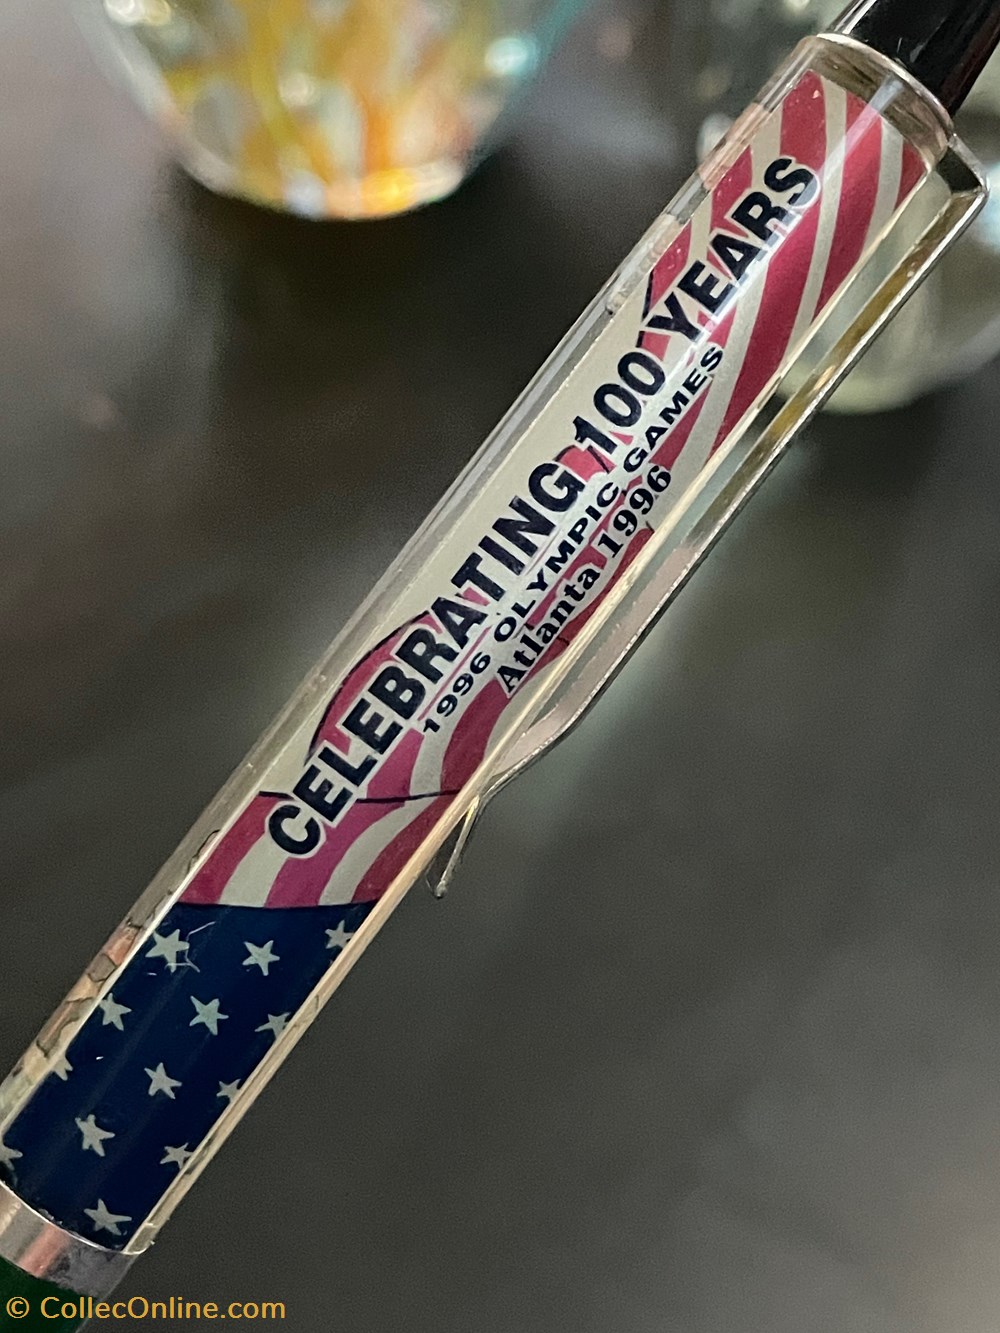 CELEBRATING 100 YEARS
1996 OLYMPIC GAMES
Atlanta 1996
© CollecOnline.com